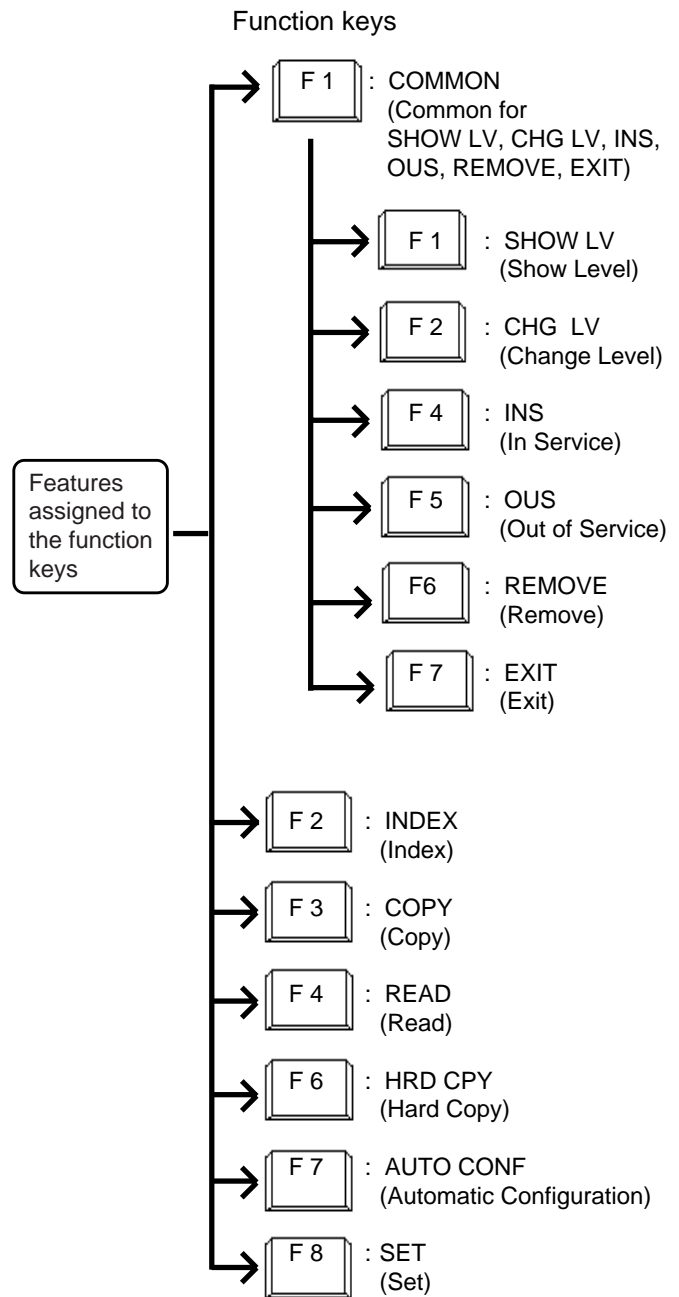 Function keys
F 1 : COMMON
(Common for
SHOW LV, CHG LV, INS,
OUS, REMOVE, EXIT)
F 1 : SHOW LV
(Show Level)
F 2 : CHG LV
(Change Level)
F 4 : INS
(In Service)
F 5 : OUS
(Out of Service)
F6 : REMOVE
(Remove)
F 7 : EXIT
(Exit)
Features
assigned to
the function
keys
F 2 : INDEX
(Index)
F 3 : COPY
(Copy)
F 4 : READ
(Read)
F 6 : HRD CPY
(Hard Copy)
F 7 : AUTO CONF
(Automatic Configuration)
F 8 : SET
(Set)